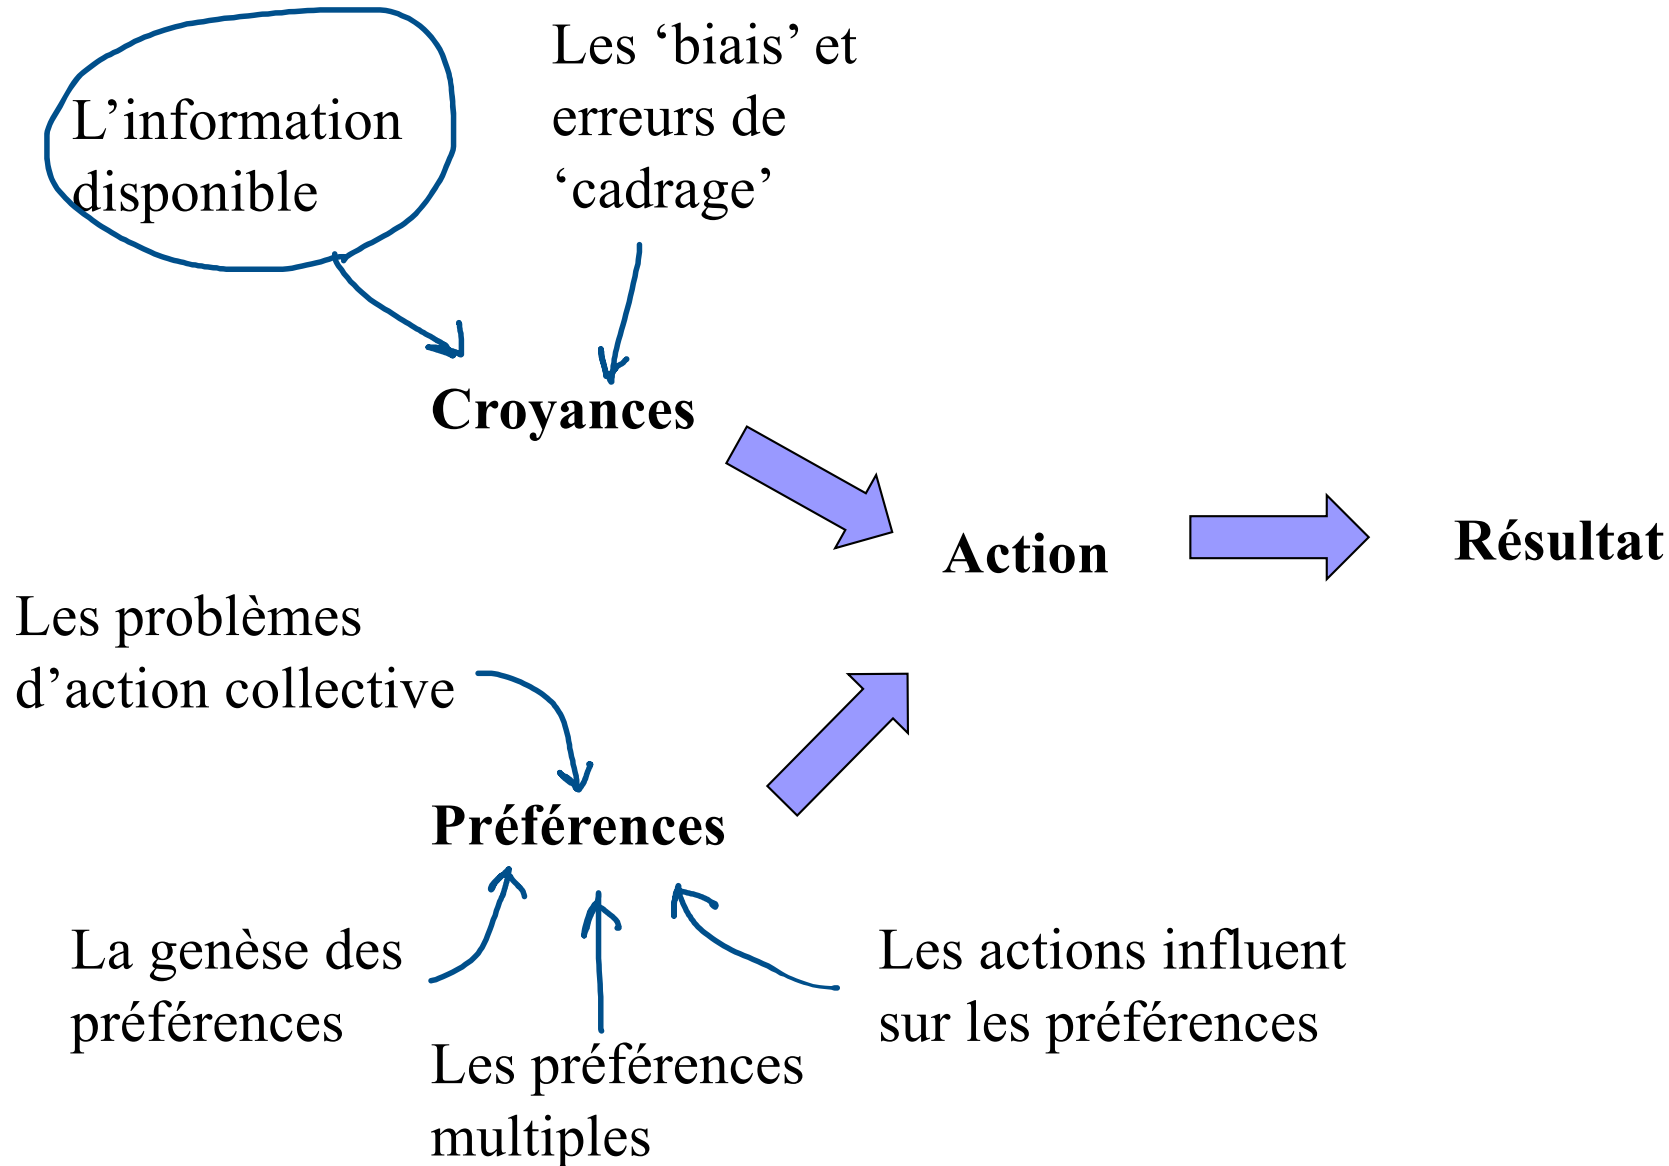 L’information
disponible
Les ‘biais’ et
erreurs de
‘cadrage’
Croyances
Action
Résultat
Les problèmes
d’action collective
Préférences
La genèse des
préférences
Les préférences
multiples
Les actions influent
sur les préférences